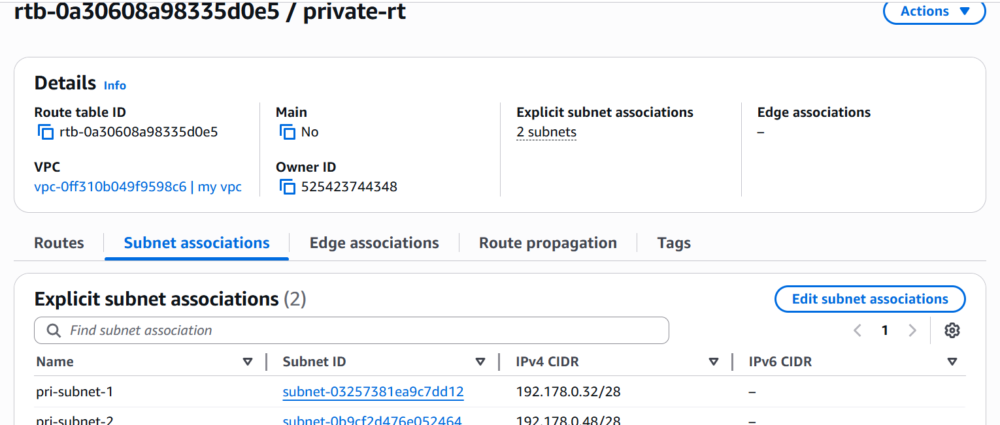 rtb-0a30608a98335d0e5 / private-rt
Actions
Details Info
Route table ID
rtb-0a30608a98335d0e5
Main
No
Explicit subnet associations
2 subnets
Edge associations
–
VPC
vpc-0ff310b049f9598c6 | my vpc
Owner ID
525423744348
Routes
Subnet associations
Edge associations
Route propagation
Tags
Explicit subnet associations (2)
Edit subnet associations
Find subnet association
1
Name Subnet ID IPv4 CIDR IPv6 CIDR
pri-subnet-1 subnet-03257381ea9c7dd12 192.178.0.32/28 –
pri-subnet-2 subnet-0b9cf2d476e052464 192.178.0.48/28 –